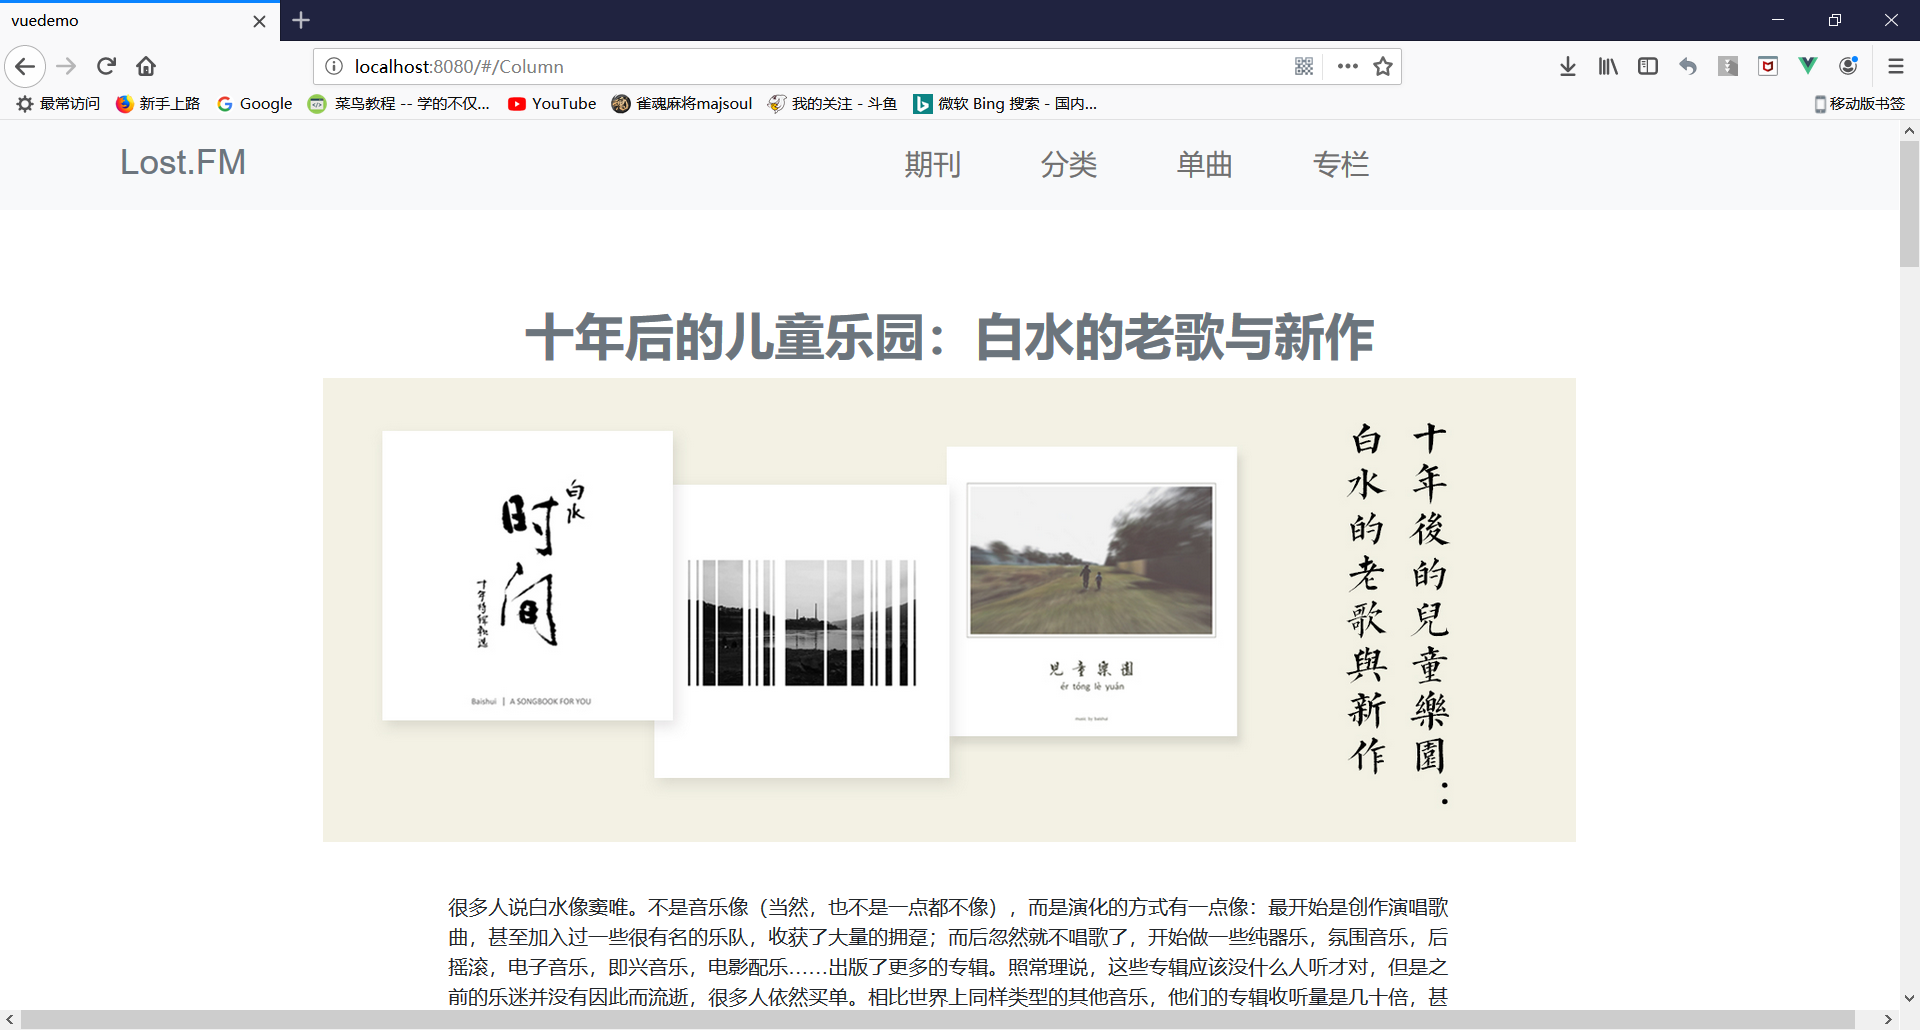 vuedemo
localhost:8080/#/Column
最常访问 新手上路 Google 菜鸟教程 -- 学的不仅... YouTube 雀魂麻将majsoul 我的关注 - 斗鱼 微软 Bing 搜索 - 国内... 移动版书签
Lost.FM 期刊 分类 单曲 专栏
十年后的儿童乐园：白水的老歌与新作
白水
时间
Baishui | A SONGBOOK FOR YOU
兒童樂園
ér tóng lè yuán
music by baishui
十年後的兒童樂園：
白水的老歌與新作
很多人说白水像窦唯。不是音乐像（当然，也不是一点都不像），而是演化的方式有一点像：最开始是创作演唱歌
曲，甚至加入过一些很有名的乐队，收获了大量的拥趸；而后忽然就不唱歌了，开始做一些纯器乐，氛围音乐，后
摇滚，电子音乐，即兴音乐，电影配乐……出版了更多的专辑。照常理说，这些专辑应该没什么人听才对，但是之
前的乐迷并没有因此而流逝，很多人依然买单。相比世界上同样类型的其他音乐，他们的专辑收听量是几十倍，甚